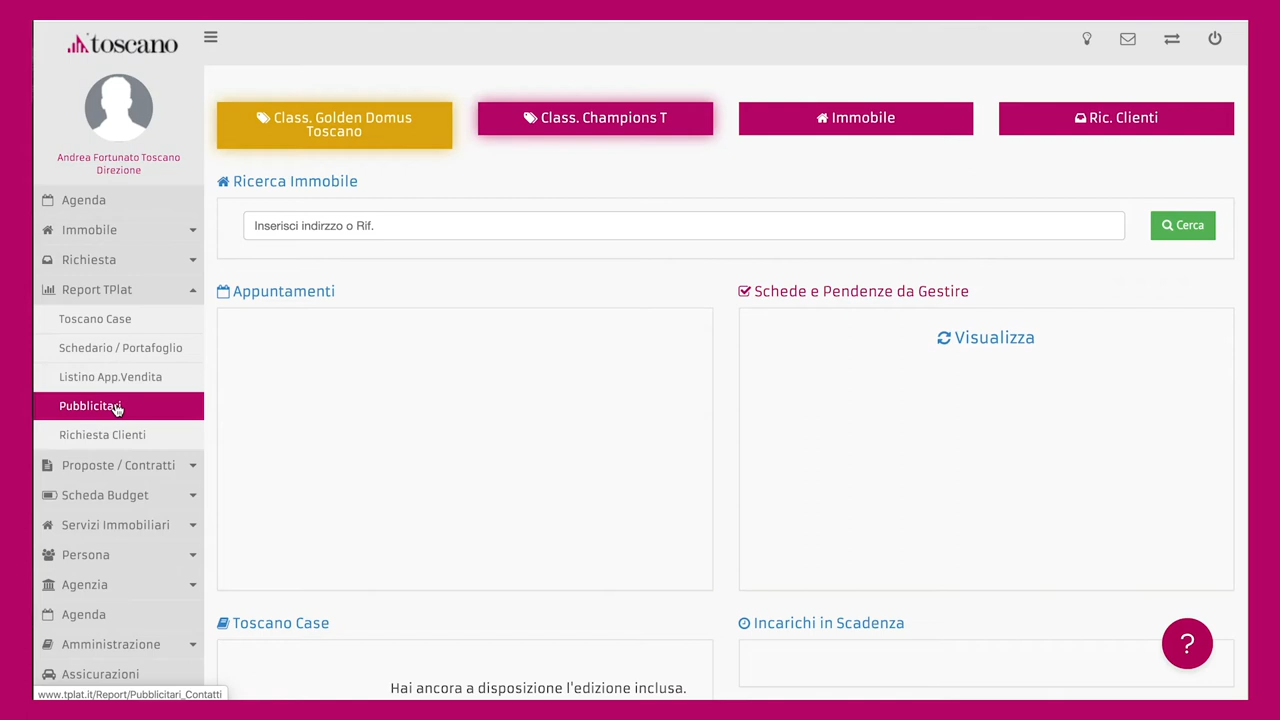 toscano
Andrea Fortunato Toscano
Direzione
Agenda
Immobile
Richiesta
Report TPlat
Toscano Case
Schedario / Portafoglio
Listino App.Vendita
Pubblicitari
Richiesta Clienti
Proposte / Contratti
Scheda Budget
Servizi Immobiliari
Persona
Agenzia
Agenda
Amministrazione
Assicurazioni
www.tplat.it/Report/Pubblicitari_Contatti
Class. Golden Domus
Toscano
Class. Champions T
Immobile
Ric. Clienti
Ricerca Immobile
Inserisci indirzzo o Rif.
Cerca
Appuntamenti
Schede e Pendenze da Gestire
Visualizza
Toscano Case
Hai ancora a disposizione l'edizione inclusa.
Incarichi in Scadenza
?